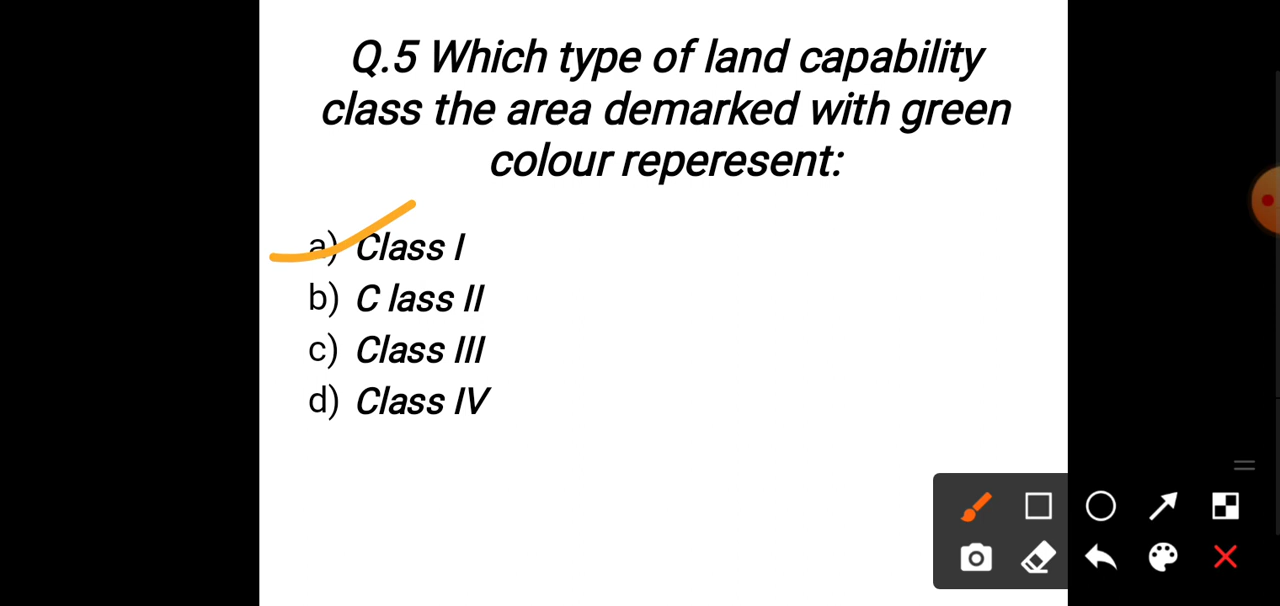 Q.5 Which type of land capability
class the area demarked with green
colour reperesent:
a) Class I
b) C lass II
c) Class III
d) Class IV